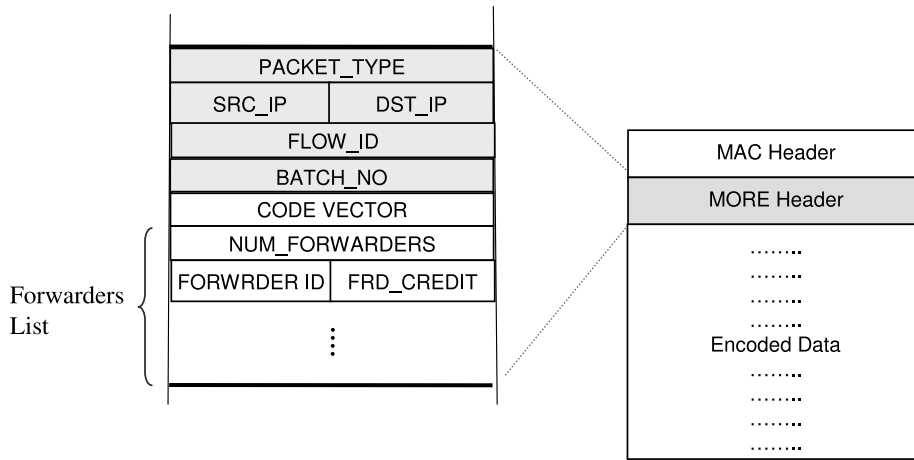 PACKET_TYPE
SRC_IP DST_IP
FLOW_ID
BATCH_NO
CODE VECTOR
NUM_FORWARDERS
FORWRDER ID FRD_CREDIT
Forwarders
List
MAC Header
MORE Header
Encoded Data